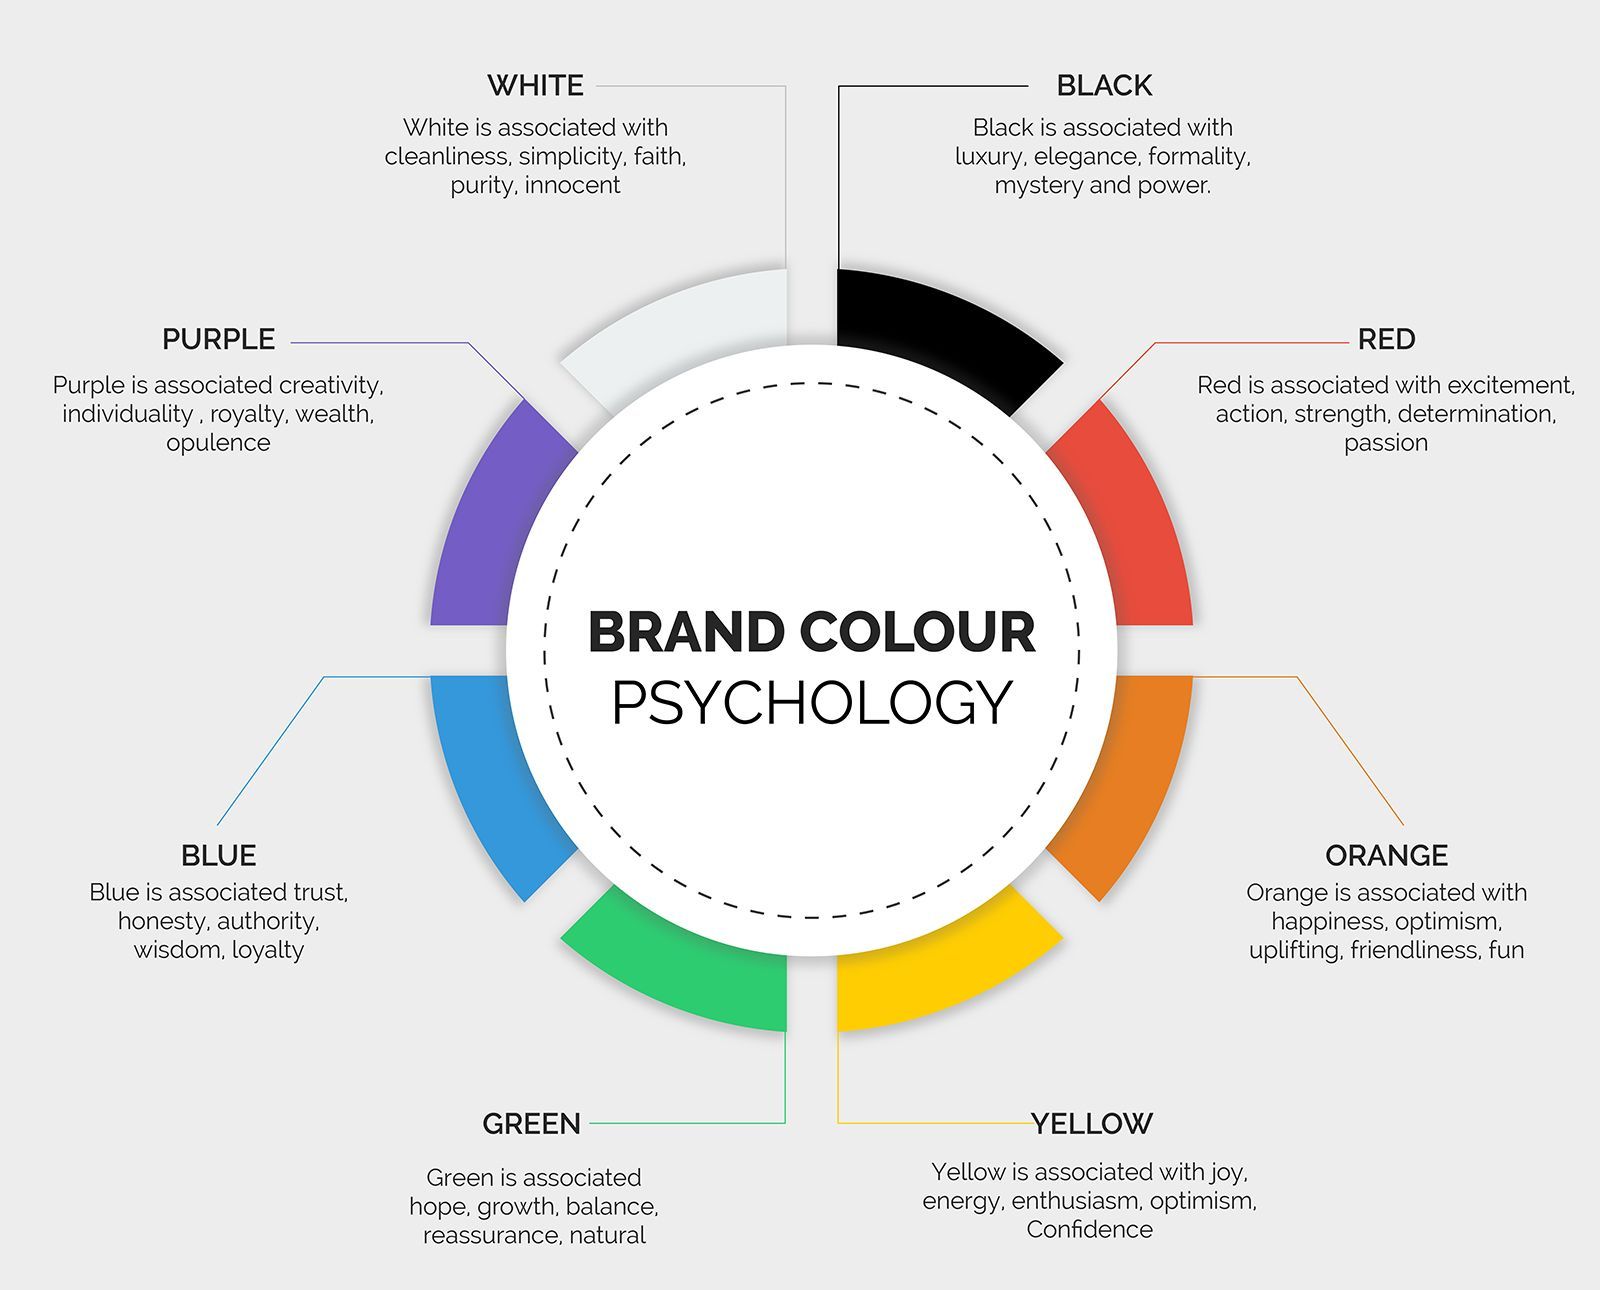 WHITE
White is associated with
cleanliness, simplicity, faith,
purity, innocent
BLACK
Black is associated with
luxury, elegance, formality,
mystery and power.
PURPLE
Purple is associated creativity,
individuality , royalty, wealth,
opulence
RED
Red is associated with excitement,
action, strength, determination,
passion
BRAND COLOUR
PSYCHOLOGY
BLUE
Blue is associated trust,
honesty, authority,
wisdom, loyalty
ORANGE
Orange is associated with
happiness, optimism,
uplifting, friendliness, fun
GREEN
Green is associated
hope, growth, balance,
reassurance, natural
YELLOW
Yellow is associated with joy,
energy, enthusiasm, optimism,
Confidence